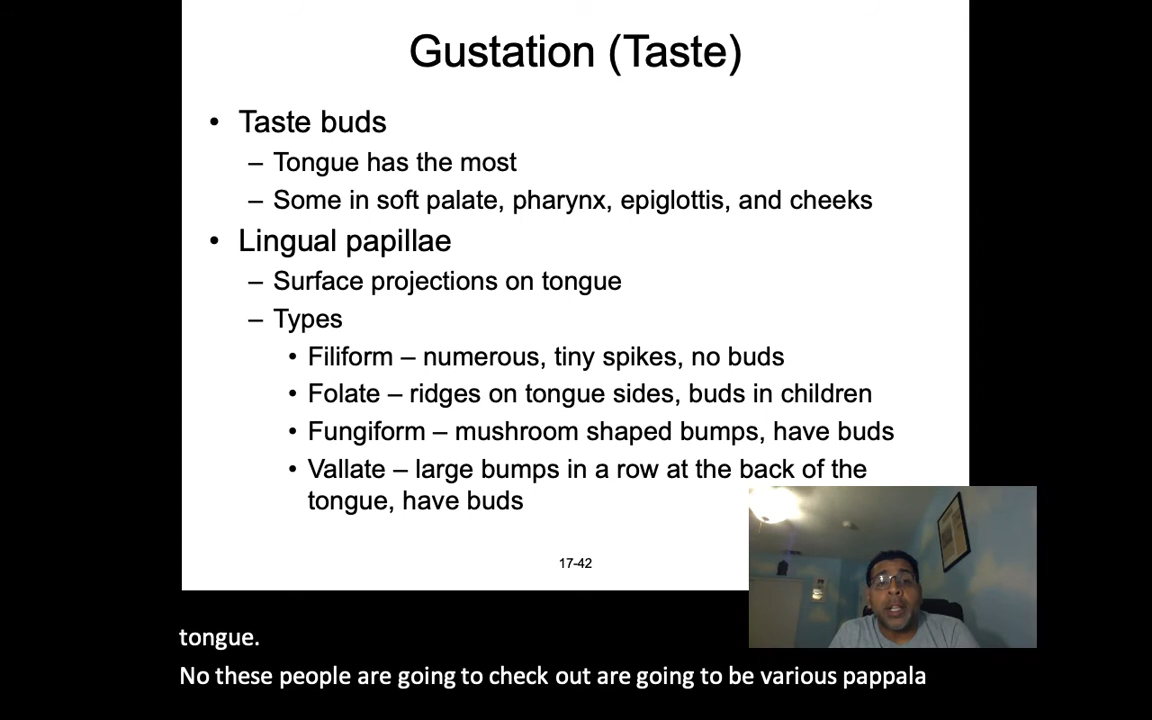 Gustation (Taste)
• Taste buds
– Tongue has the most
– Some in soft palate, pharynx, epiglottis, and cheeks
• Lingual papillae
– Surface projections on tongue
– Types
• Filiform – numerous, tiny spikes, no buds
• Folate – ridges on tongue sides, buds in children
• Fungiform – mushroom shaped bumps, have buds
• Vallate – large bumps in a row at the back of the
tongue, have buds
17-42
tongue.
No these people are going to check out are going to be various pappala